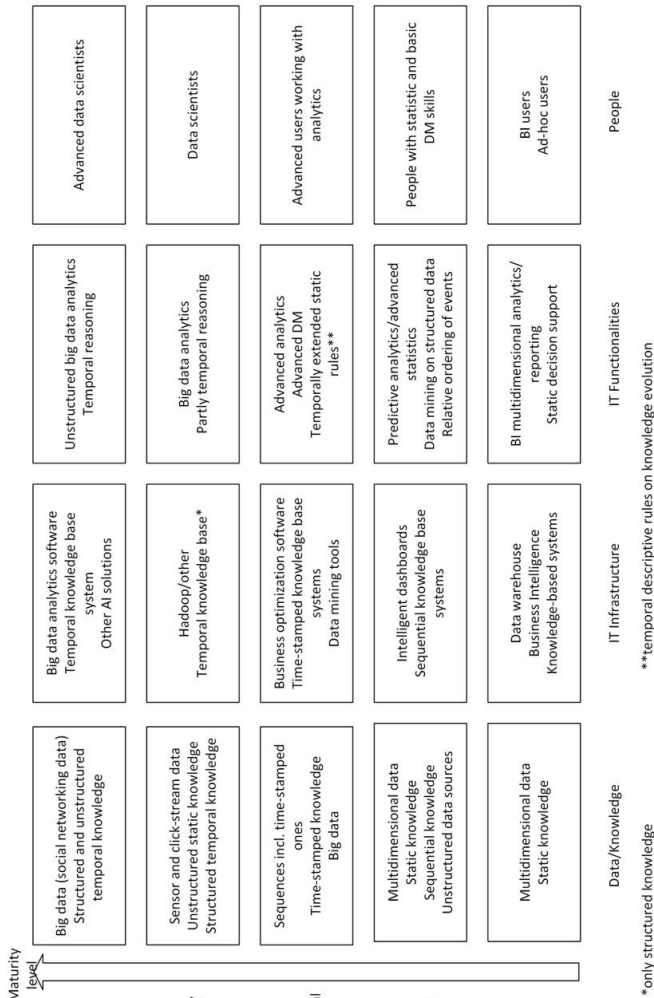 Maturity
level
Big data (social networking data)
Structured and unstructured
temporal knowledge
Big data analytics software
Temporal knowledge base
system
Other AI solutions
Unstructured big data analytics
Temporal reasoning
Advanced data scientists
Sensor and click-stream data
Unstructured static knowledge
Structured temporal knowledge
Hadoop/other
Temporal knowledge base*
Big data analytics
Partly temporal reasoning
Data scientists
Sequences incl. time-stamped
ones
Time-stamped knowledge
Big data
Business optimization software
Time-stamped knowledge base
systems
Data mining tools
Advanced analytics
Advanced DM
Temporally extended static
rules**
Advanced users working with
analytics
Multidimensional data
Static knowledge
Sequential knowledge
Unstructured data sources
Intelligent dashboards
Sequential knowledge base
systems
Predictive analytics/advanced
statistics
Data mining on structured data
Relative ordering of events
People with statistic and basic
DM skills
Multidimensional data
Static knowledge
Data warehouse
Business Intelligence
Knowledge-based systems
BI multidimensional analytics/
reporting
Static decision support
BI users
Ad-hoc users
Data/Knowledge
IT Infrastructure
IT Functionalities
People
*only structured knowledge
**temporal descriptive rules on knowledge evolution